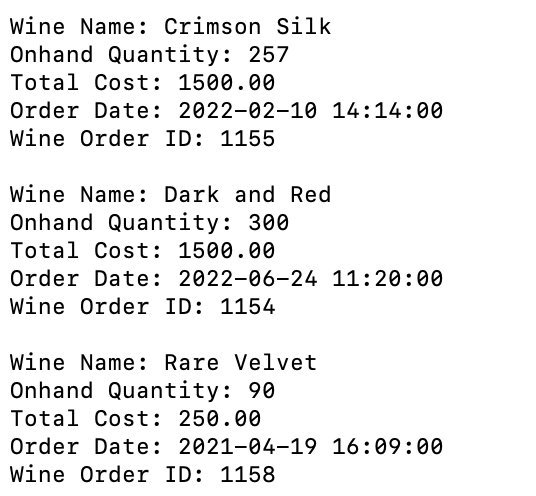 Wine Name: Crimson Silk
Onhand Quantity: 257
Total Cost: 1500.00
Order Date: 2022-02-10 14:14:00
Wine Order ID: 1155

Wine Name: Dark and Red
Onhand Quantity: 300
Total Cost: 1500.00
Order Date: 2022-06-24 11:20:00
Wine Order ID: 1154

Wine Name: Rare Velvet
Onhand Quantity: 90
Total Cost: 250.00
Order Date: 2021-04-19 16:09:00
Wine Order ID: 1158